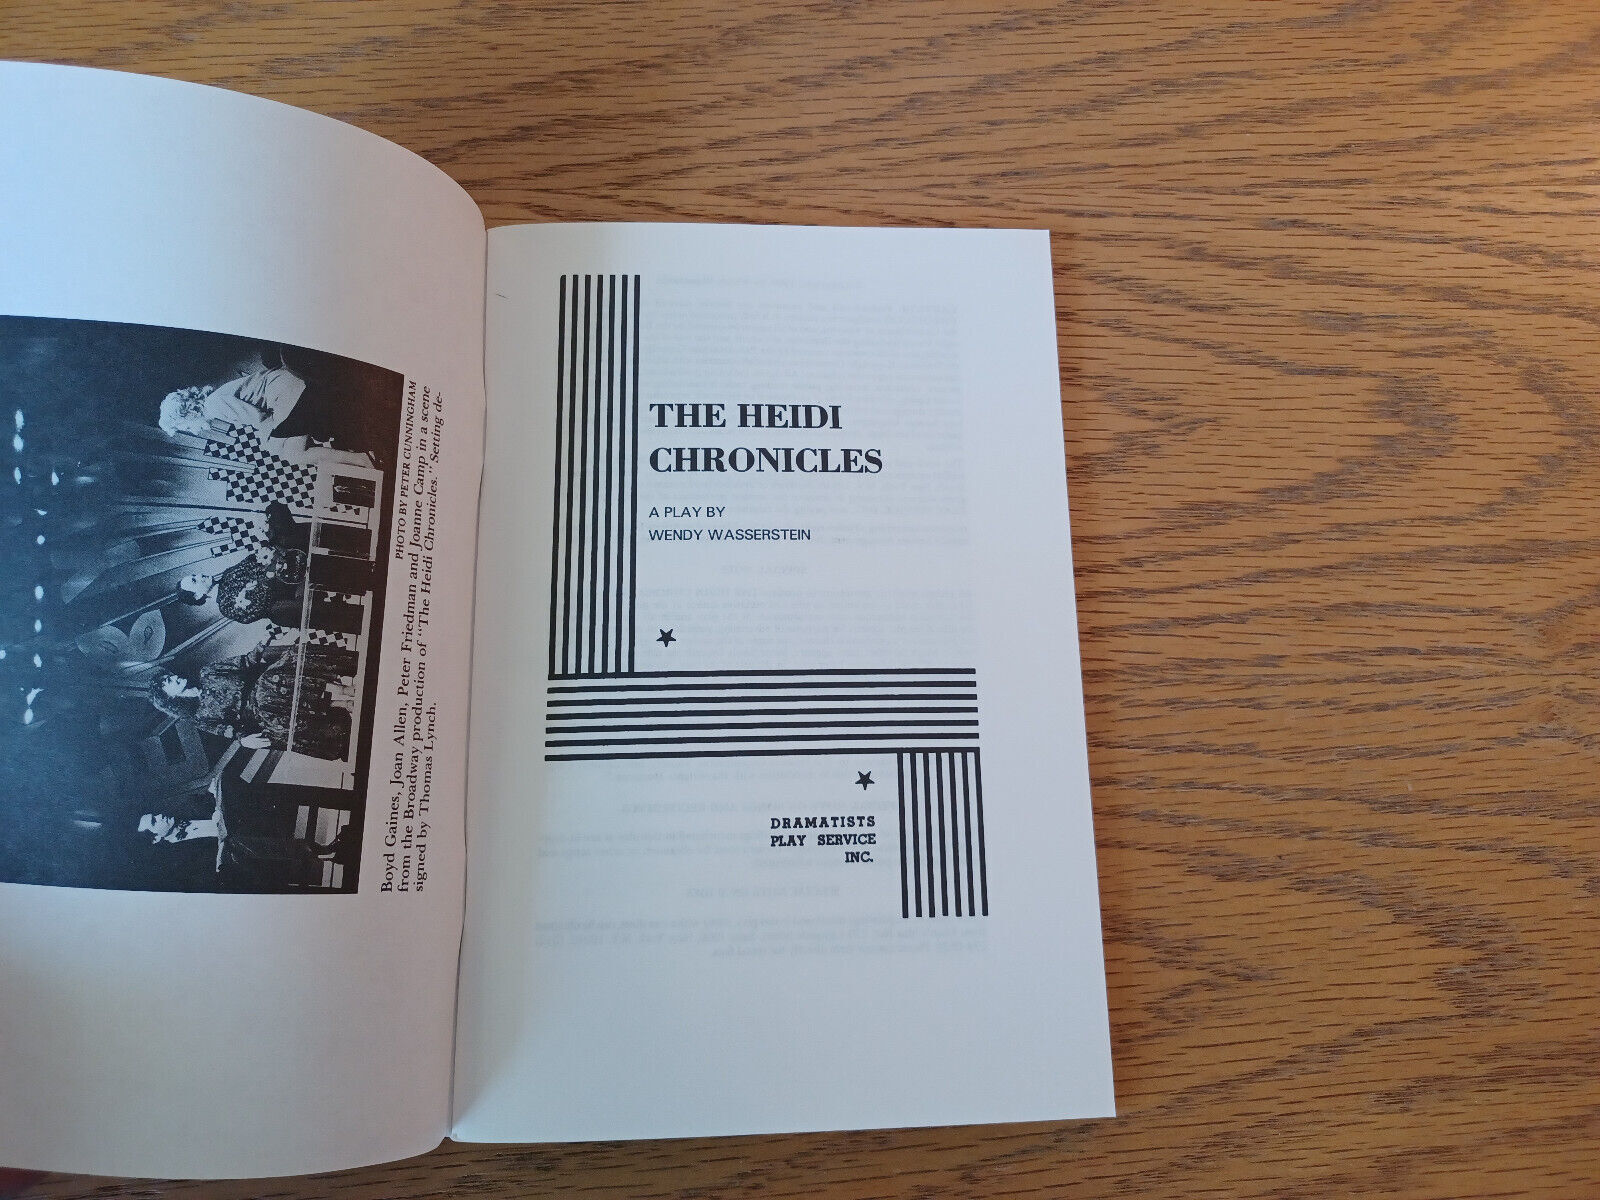 PHOTO BY PETER CUNNINGHAM
Boyd Gaines, Joan Allen, Peter Friedman and Joanne Camp in a scene
from the Broadway production of "The Heidi Chronicles." Setting de-
signed by Thomas Lynch.
THE HEIDI
CHRONICLES
A PLAY BY
WENDY WASSERSTEIN
DRAMATISTS
PLAY SERVICE
INC.